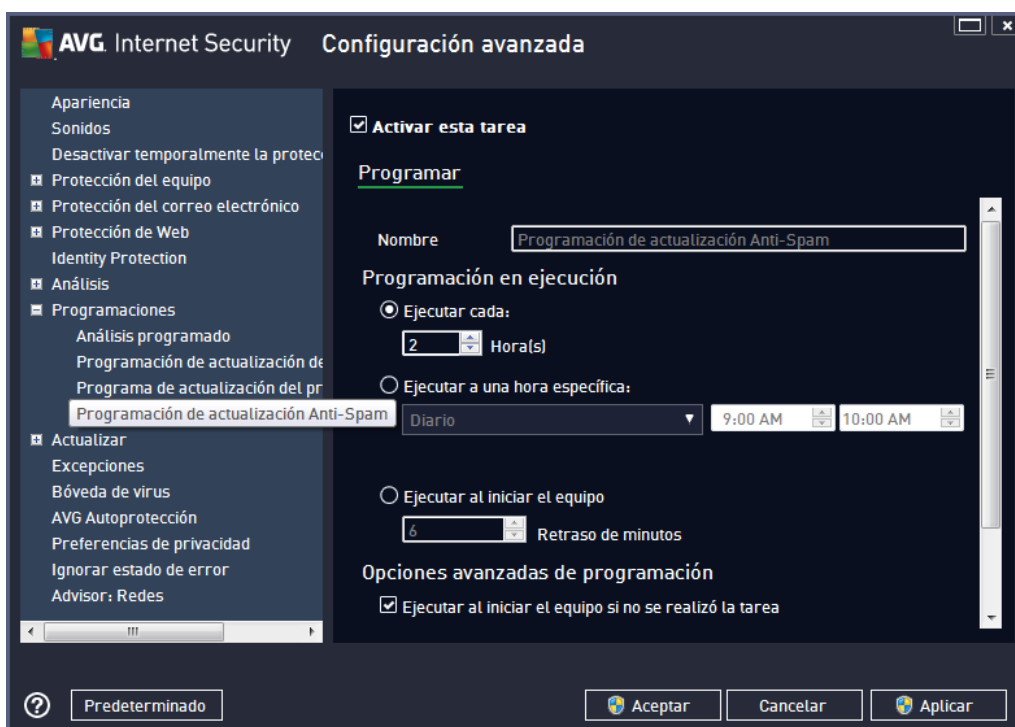 AVG. Internet Security Configuración avanzada
Apariencia
Sonidos
Desactivar temporalmente la protec
Protección del equipo
Protección del correo electrónico
Protección de Web
Identity Protection
Análisis
Programaciones
Análisis programado
Programación de actualización de
Programa de actualización del pr
Programación de actualización Anti-Spam
Actualizar
Excepciones
Bóveda de virus
AVG Autoprotección
Preferencias de privacidad
Ignorar estado de error
Advisor: Redes
Activar esta tarea
Programar
Nombre Programación de actualización Anti-Spam
Programación en ejecución
Ejecutar cada:
2 Hora(s)
Ejecutar a una hora específica:
Diario 9:00 AM 10:00 AM
Ejecutar al iniciar el equipo
6 Retraso de minutos
Opciones avanzadas de programación
Ejecutar al iniciar el equipo si no se realizó la tarea
? Predeterminado Aceptar Cancelar Aplicar